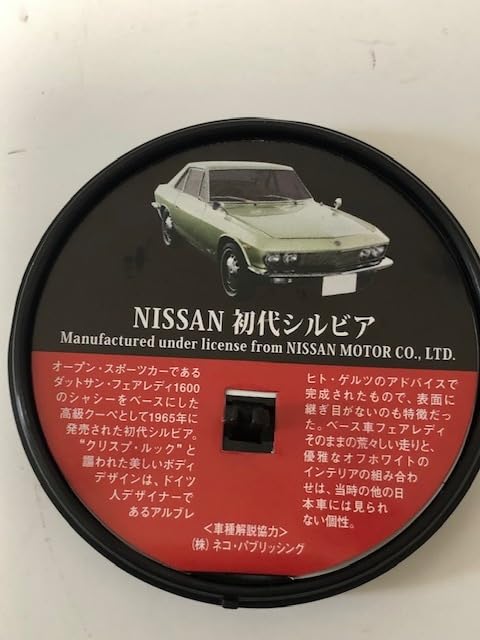 NISSAN 初代シルビア
Manufactured under license from NISSAN MOTOR CO., LTD.
オープン・スポーツカーである
ダットサン・フェアレディ1600
のシャシーをベースにした
高級クーペとして1965年に
発売された初代シルビア。
“クリスプ・ルック”と
謳われた美しいボディ
デザインは、ドイツ
人デザイナーで
あるアルブレ
ヒト・ゲルツのアドバイスで
完成されたもので、表面に
継ぎ目がないのも特徴だっ
た。ベース車フェアレディ
そのままの荒々しい走りと、
優雅なオフホワイトの
インテリアの組み合わ
せは、当時の他の日
本車には見られ
ない個性。
<車種解説協力>
(株)ネコ・パブリッシング